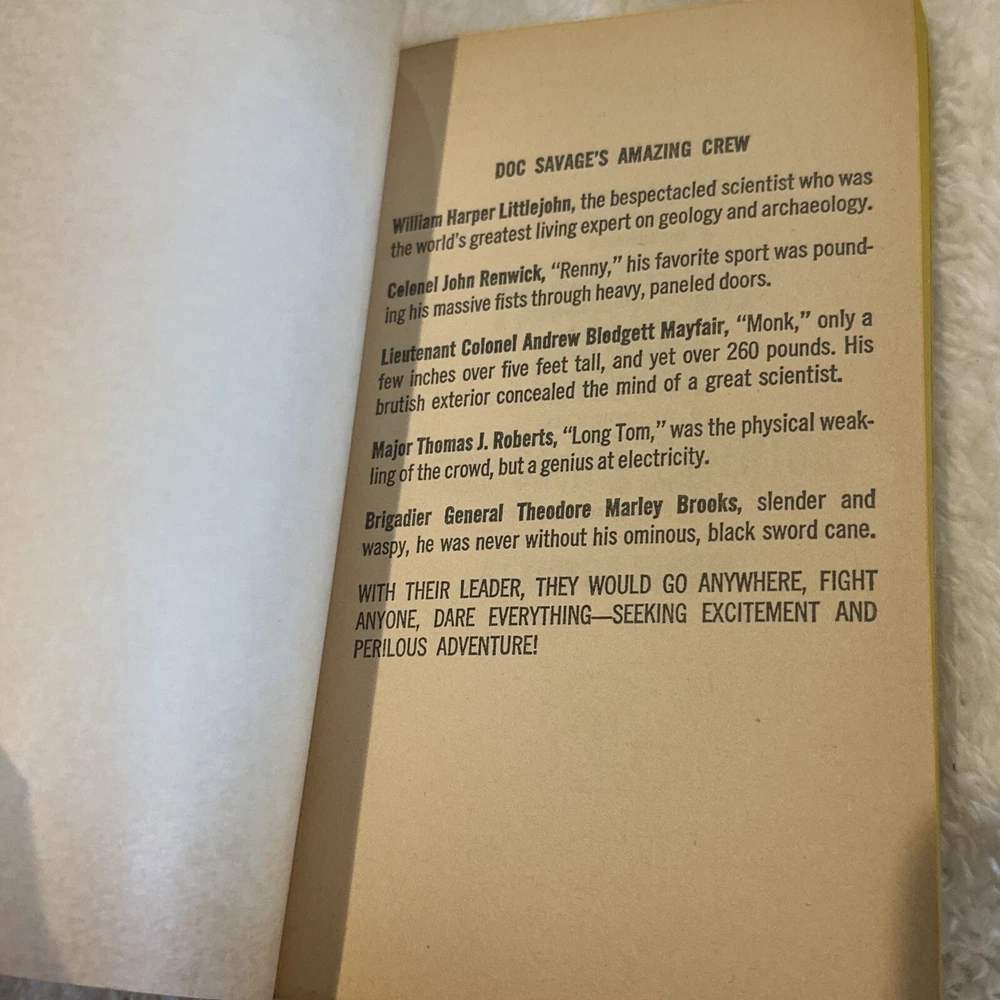 DOC SAVAGE'S AMAZING CREW
William Harper Littlejohn, the bespectacled scientist who was
the world's greatest living expert on geology and archaeology.
Colonel John Renwick, "Renny," his favorite sport was pound-
ing his massive fists through heavy, paneled doors.
Lieutenant Colonel Andrew Blodgett Mayfair, "Monk," only a
few inches over five feet tall, and yet over 260 pounds. His
brutish exterior concealed the mind of a great scientist.
Major Thomas J. Roberts, "Long Tom," was the physical weak-
ling of the crowd, but a genius at electricity.
Brigadier General Theodore Marley Brooks, slender and
waspy, he was never without his ominous, black sword cane.
WITH THEIR LEADER, THEY WOULD GO ANYWHERE, FIGHT
ANYONE, DARE EVERYTHING—SEEKING EXCITEMENT AND
PERILOUS ADVENTURE!